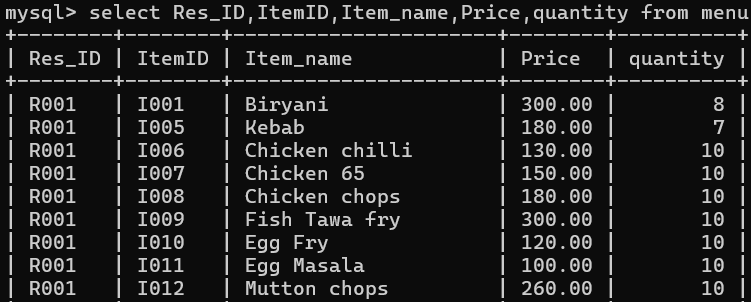 mysql> select Res_ID,ItemID,Item_name,Price,quantity from menu
+--------+--------+----------------------+--------+----------+
| Res_ID | ItemID | Item_name            | Price  | quantity |
+--------+--------+----------------------+--------+----------+
| R001   | I001   | Biryani              | 300.00 |        8 |
| R001   | I005   | Kebab                | 180.00 |        7 |
| R001   | I006   | Chicken chilli       | 130.00 |       10 |
| R001   | I007   | Chicken 65           | 150.00 |       10 |
| R001   | I008   | Chicken chops        | 180.00 |       10 |
| R001   | I009   | Fish Tawa fry        | 300.00 |       10 |
| R001   | I010   | Egg Fry              | 120.00 |       10 |
| R001   | I011   | Egg Masala           | 100.00 |       10 |
| R001   | I012   | Mutton chops         | 260.00 |       10 |